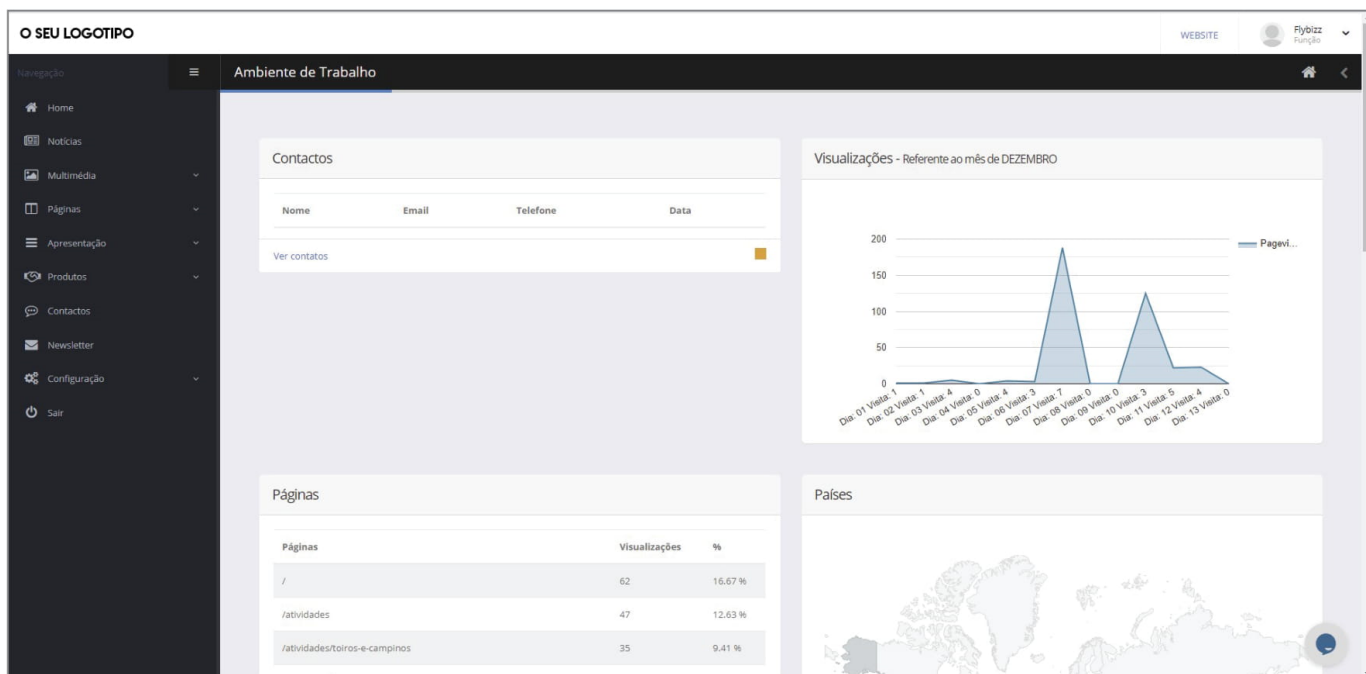 O SEU LOGOTIPO
WEBSITE
Flybizz
Função
Navegação
Ambiente de Trabalho
Home
Notícias
Multimédia
Páginas
Apresentação
Produtos
Contactos
Newsletter
Configuração
Sair
Contactos
Nome Email Telefone Data
Ver contatos
Visualizações - Referente ao mês de DEZEMBRO
200
150
100
50
0
Pagevi...
Dia: 01 Visita: 1
Dia: 02 Visita: 1
Dia: 03 Visita: 4
Dia: 04 Visita: 0
Dia: 05 Visita: 4
Dia: 06 Visita: 3
Dia: 07 Visita: 7
Dia: 08 Visita: 0
Dia: 09 Visita: 0
Dia: 10 Visita: 3
Dia: 11 Visita: 5
Dia: 12 Visita: 4
Dia: 13 Visita: 0
Páginas
Páginas Visualizações %
/ 62 16.67 %
/atividades 47 12.63 %
/atividades/toiros-e-campinos 35 9.41 %
Países